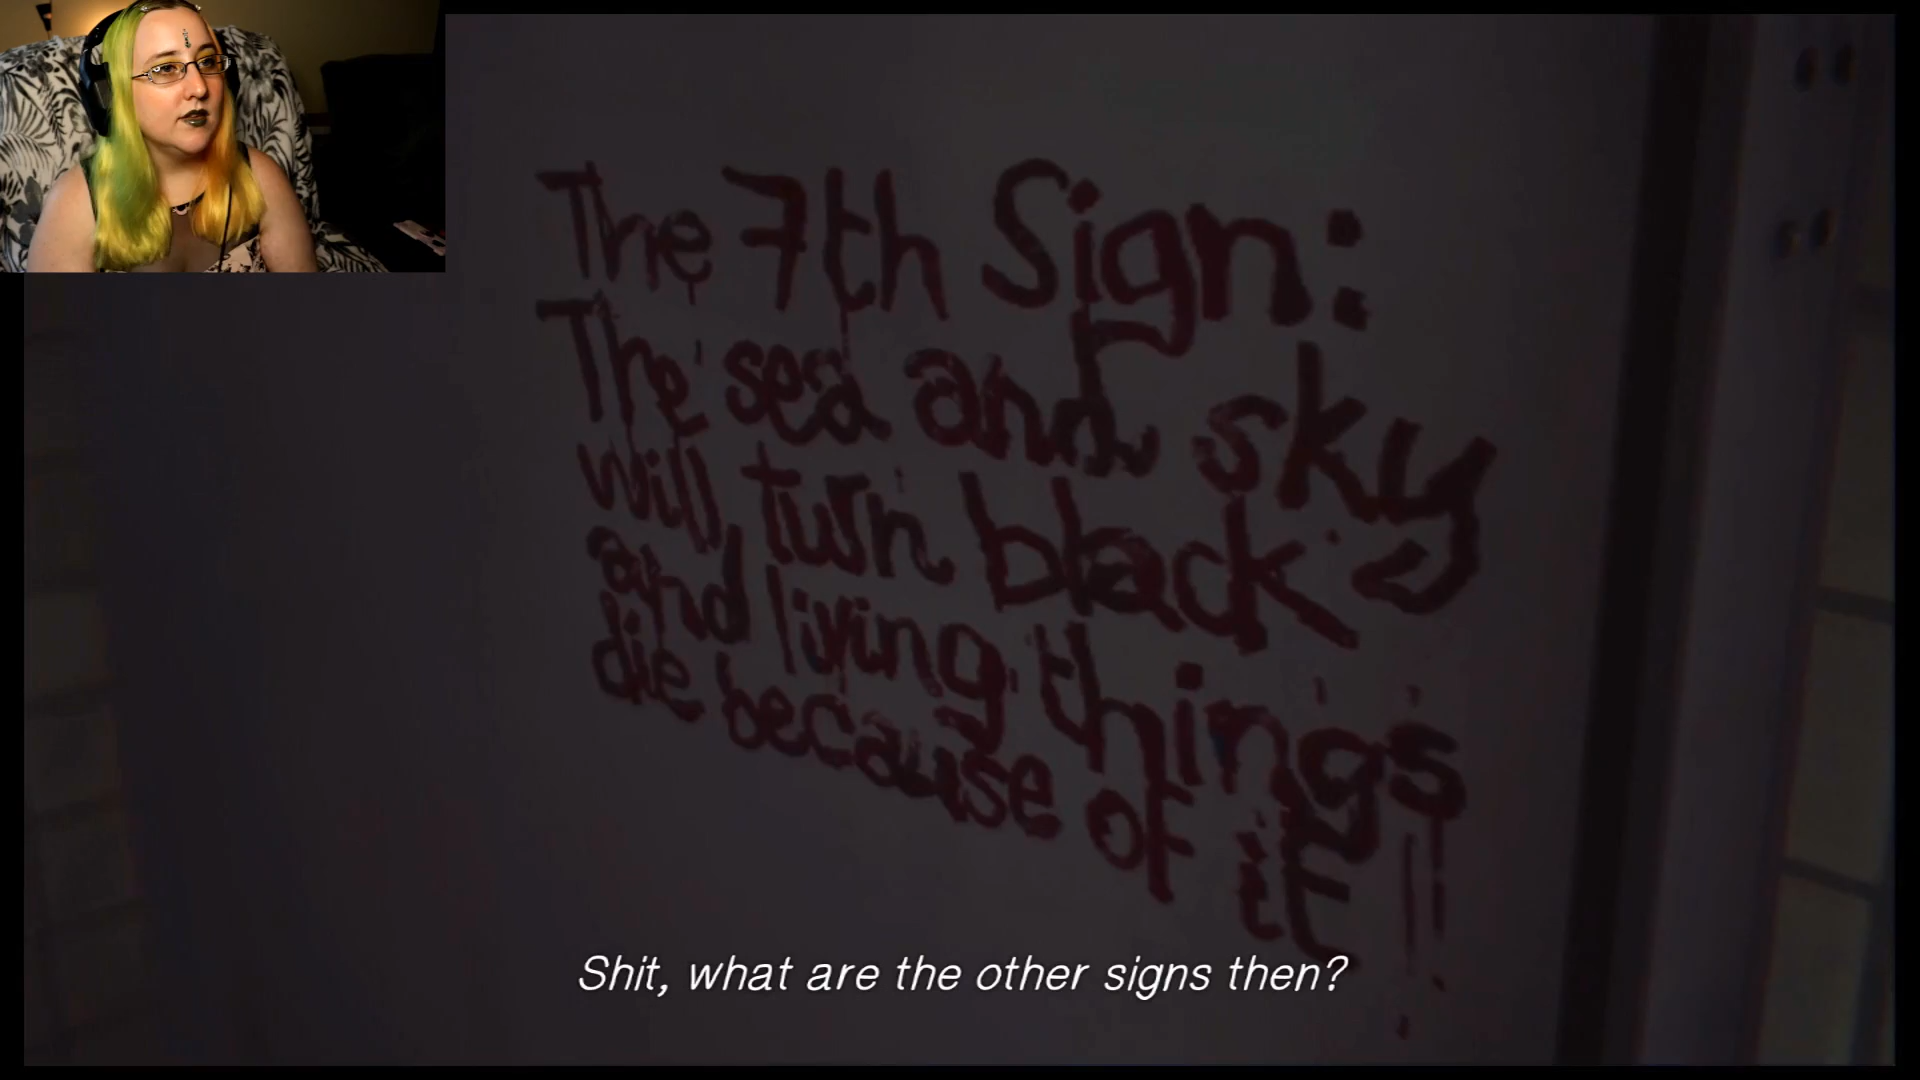 The 7th Sign:
The sea and sky
will turn black
and living things
die because of it
Shit, what are the other signs then?